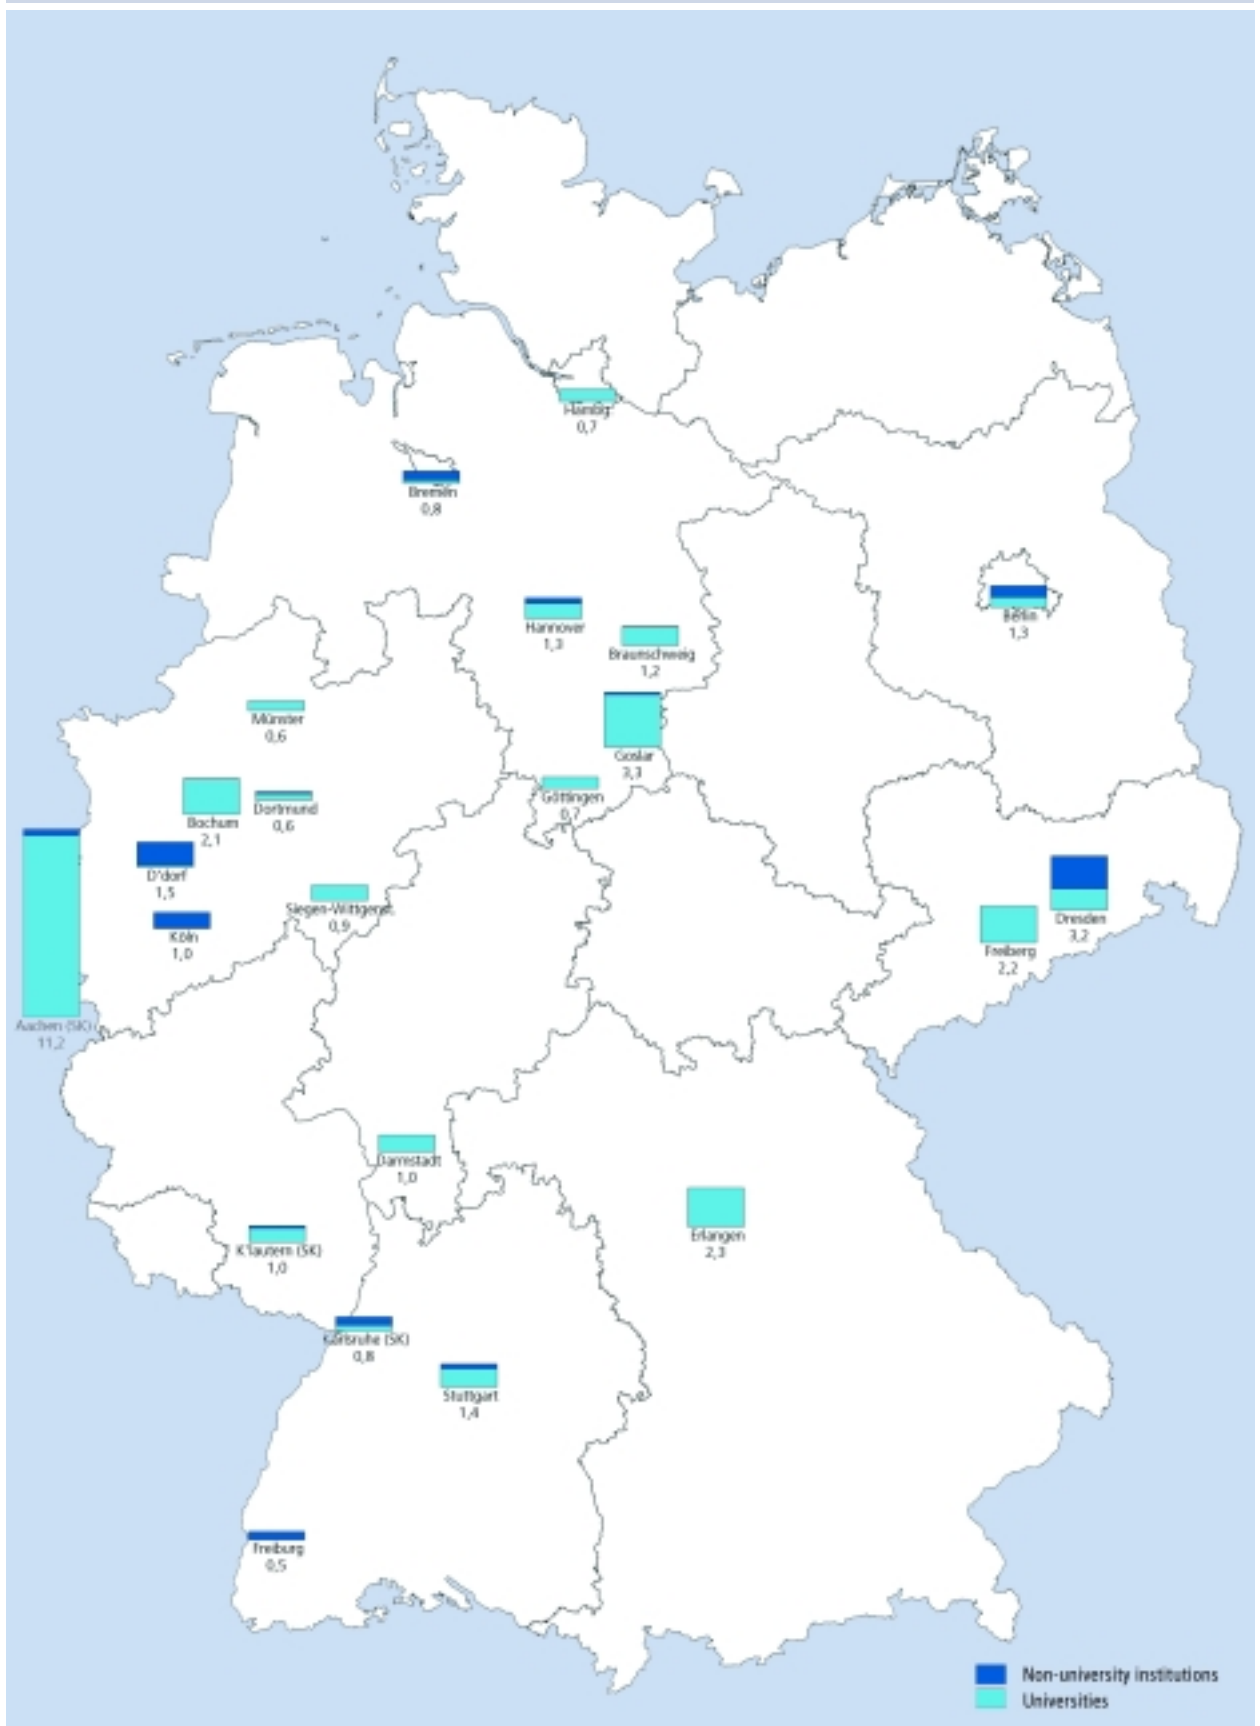 Hambg
0,7
Bremen
0,8
Berlin
1,3
Hannover
1,3
Braunschweig
1,2
Münster
0,6
Goslar
3,3
Göttingen
0,7
Bochum
2,1
Dortmund
0,6
D'dorf
1,5
Siegen-Wittgenst.
0,9
Köln
1,0
Dresden
3,2
Freiberg
2,2
Aachen (SK)
11,2
Darmstadt
1,0
Erlangen
2,3
K'lautern (SK)
1,0
Karlsruhe (SK)
0,8
Stuttgart
1,4
Freiburg
0,5
Non-university institutions
Universities